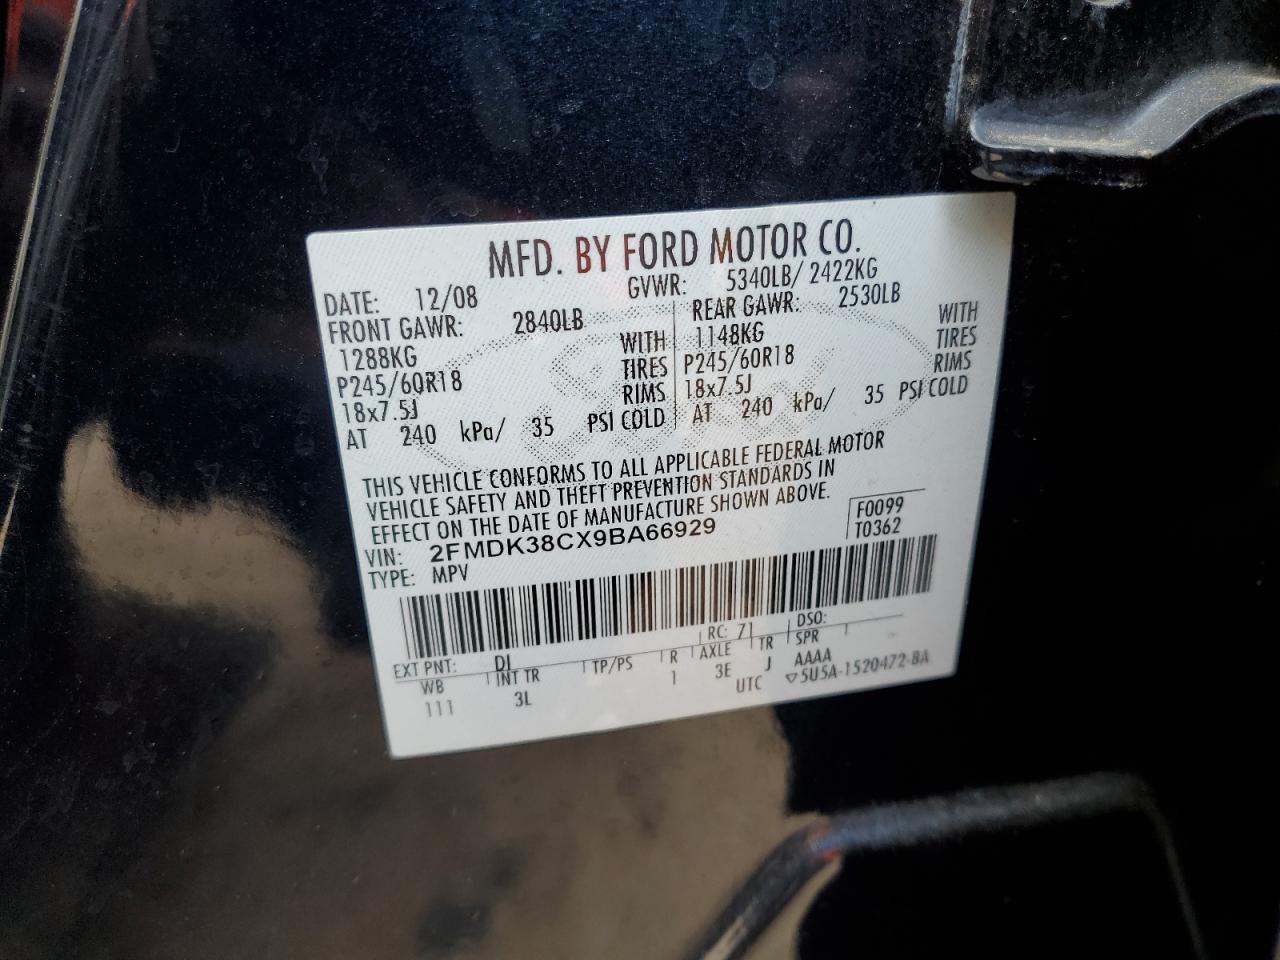 MFD. BY FORD MOTOR CO.
DATE: 12/08 GVWR: 5340LB/ 2422KG
FRONT GAWR: 2840LB REAR GAWR: 2530LB
1288KG WITH 1148KG WITH
P245/60R18 TIRES P245/60R18 TIRES
18x7.5J RIMS 18x7.5J RIMS
AT 240 kPa/ 35 PSI COLD AT 240 kPa/ 35 PSI COLD
THIS VEHICLE CONFORMS TO ALL APPLICABLE FEDERAL MOTOR
VEHICLE SAFETY AND THEFT PREVENTION STANDARDS IN
EFFECT ON THE DATE OF MANUFACTURE SHOWN ABOVE.
F0099
T0362
VIN: 2FMDK38CX9BA66929
TYPE: MPV
EXT PNT: DI RC: 71 DSO:
WB INT TR TP/PS R AXLE TR SPR
111 3L 1 3E J AAAA
UTC ▽5U5A-1520472-BA